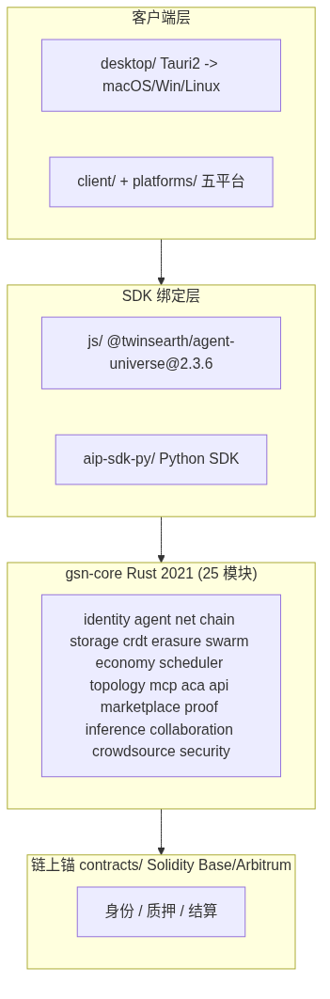 客户端层
desktop/ Tauri2 ->
macOS/Win/Linux
client/ + platforms/ 五平台
SDK 绑定层
js/ @twinsearth/agent-
universe@2.3.6
aip-sdk-py/ Python SDK
gsn-core Rust 2021 (25 模块)
identity agent net chain
storage crdt erasure swarm
economy scheduler
topology mcp aca api
marketplace proof
inference collaboration
crowdsource security
链上锚 contracts/ Solidity Base/Arbitrum
身份 / 质押 / 结算